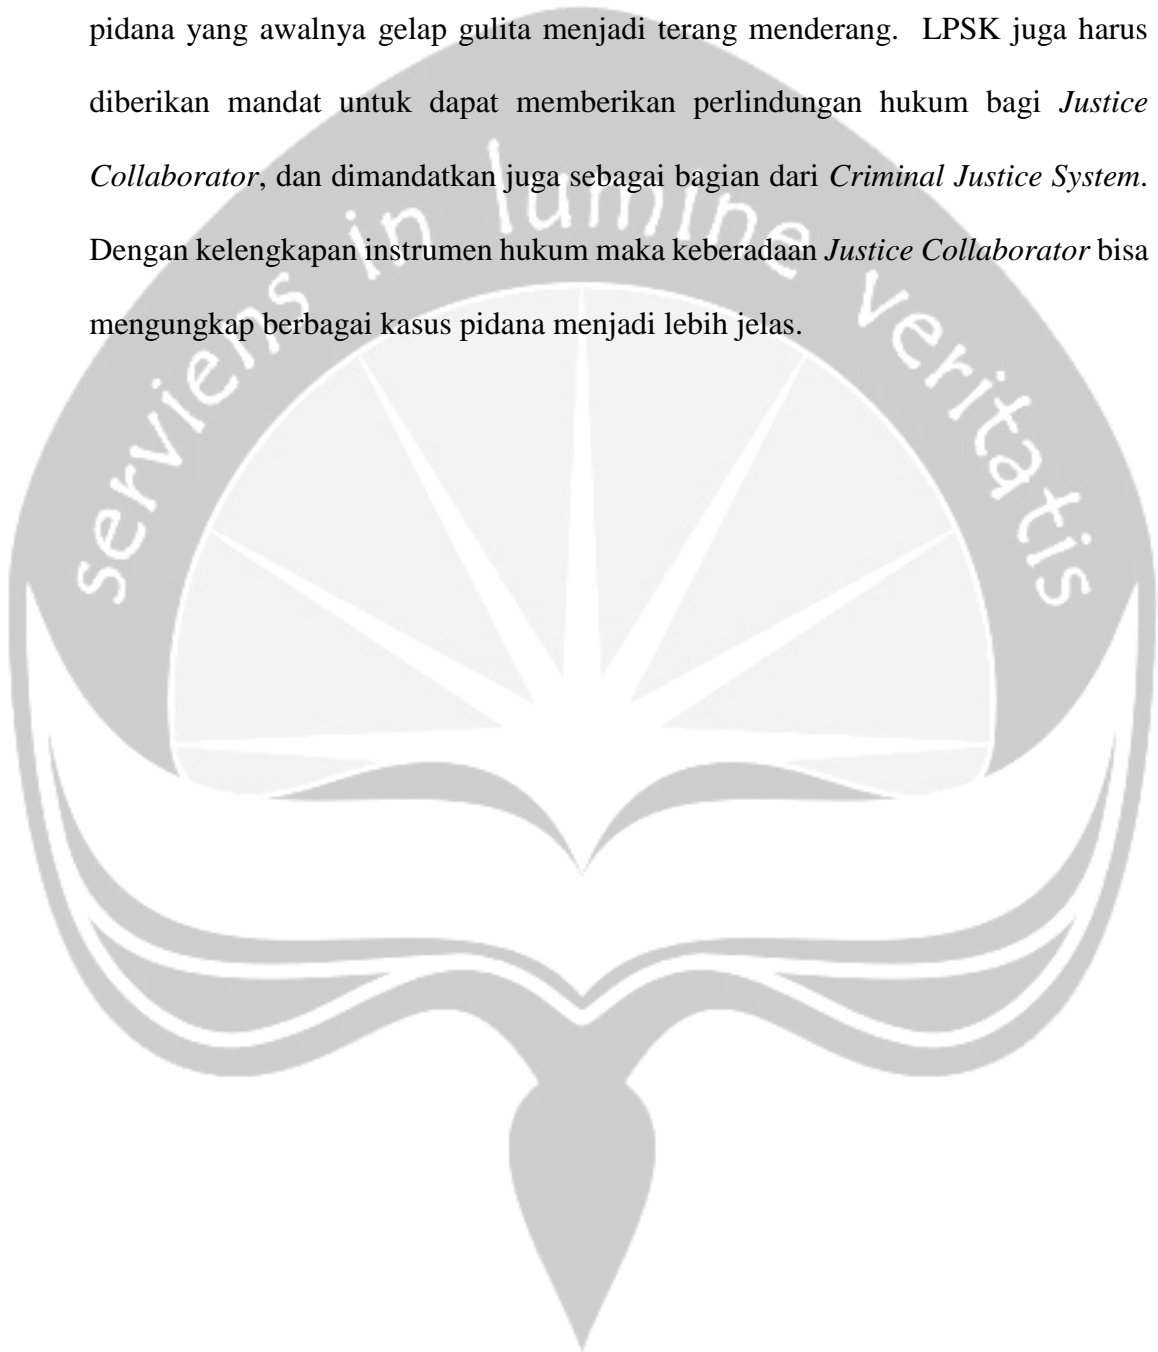 pidana yang awalnya gelap gulita menjadi terang menderang. LPSK juga harus
diberikan mandat untuk dapat memberikan perlindungan hukum bagi Justice
Collaborator, dan dimandatkan juga sebagai bagian dari Criminal Justice System.
Dengan kelengkapan instrumen hukum maka keberadaan Justice Collaborator bisa
mengungkap berbagai kasus pidana menjadi lebih jelas.
serviens in lumine veritatis